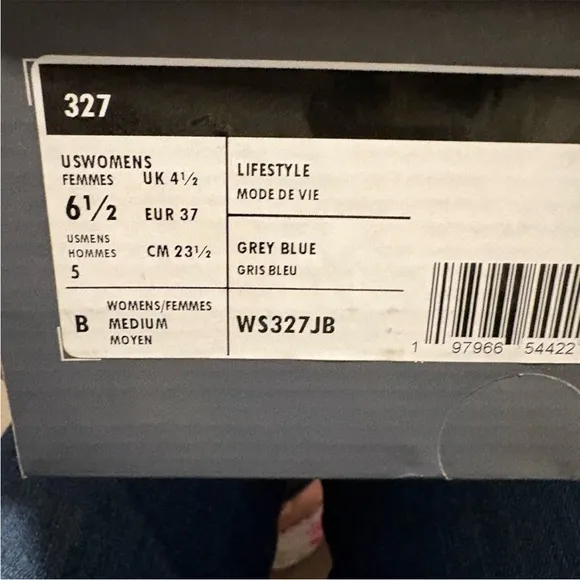 327
USWOMENS
FEMMES UK 4½
6½ EUR 37
USMENS
HOMMES CM 23½
5
LIFESTYLE
MODE DE VIE
GREY BLUE
GRIS BLEU
WOMENS/FEMMES
B MEDIUM
MOYEN
WS327JB
1 97966 54422